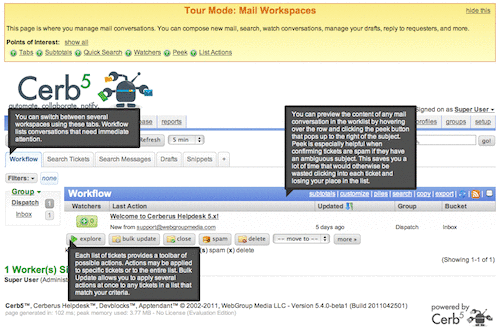 Tour Mode: Mail Workspaces
hide this
This page is where you manage mail conversations. You can compose new mail, search, watch conversations, manage your drafts, reply to requesters, and more.
Points of Interest: show all
Tabs Subtotals Quick Search Watchers Peek List Actions
Cerb5
automate. collaborate. notify.
signed on as Super User
reports
profiles groups setup
Refresh 5 min
go!
You can switch between several
workspaces using these tabs. Workflow
lists conversations that need immediate
attention.
You can preview the content of any mail
conversation in the worklist by hovering
over the row and clicking the peek button
that pops up to the right of the subject.
Peek is especially helpful when
confirming tickets are spam if they have
an ambiguous subject. This saves you a
lot of time that would otherwise be
wasted clicking into each ticket and
losing your place in the list.
Workflow Search Tickets Search Messages Drafts Snippets +
Filters: none
Group
Dispatch 1
Inbox 1
Workflow
subtotals | customize | piles | search | copy | export |
Watchers Last Action Updated Group Bucket
0
Welcome to Cerberus Helpdesk 5.x!
New from support@webgroupmedia.com 5 days ago Dispatch Inbox
explore bulk update close spam delete -- move to -- more »
(Showing 1-1 of 1)
Each list of tickets provides a toolbar of
possible actions. Actions may be applied
to specific tickets or to the entire list. Bulk
Update allows you to apply several
actions at once to any tickets in a list that
match your criteria.
1 Worker(s)
Super User
Cerb5™, Cerberus Helpdesk™, Devblocks™, Apptendant™ © 2002-2011, WebGroup Media LLC - Version 5.4.0-beta1 (Build 2011042501)
page generated in: 102 ms, peak memory used: 3.77 MB - No License (Evaluation Edition)
powered by
Cerb5